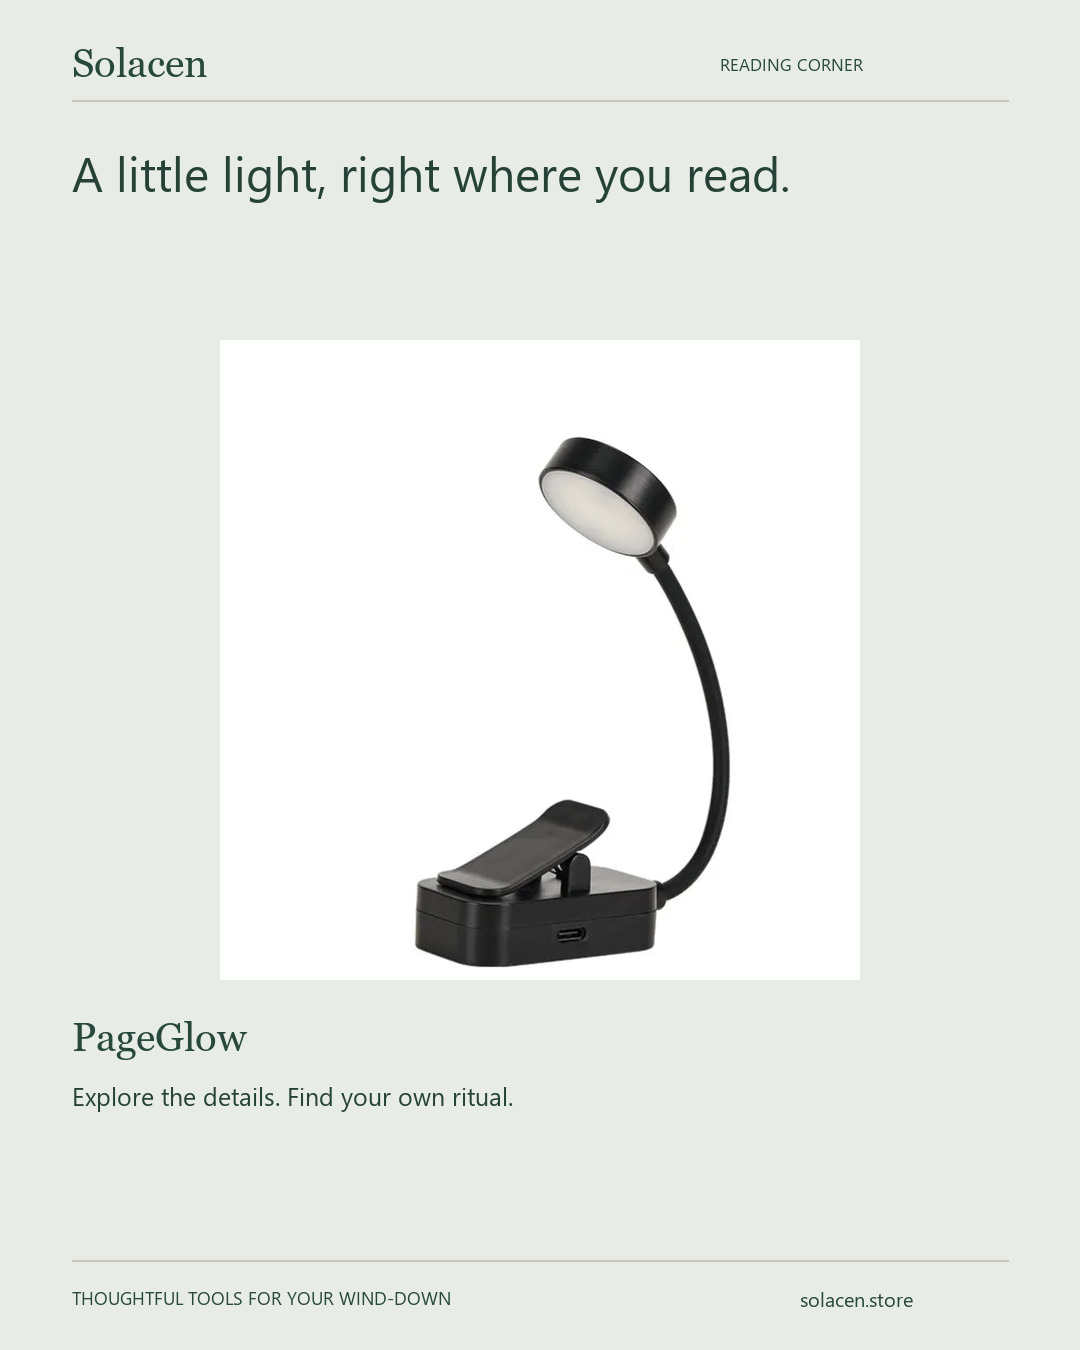 Solacen
READING CORNER
A little light, right where you read.
PageGlow
Explore the details. Find your own ritual.
THOUGHTFUL TOOLS FOR YOUR WIND-DOWN
solacen.store